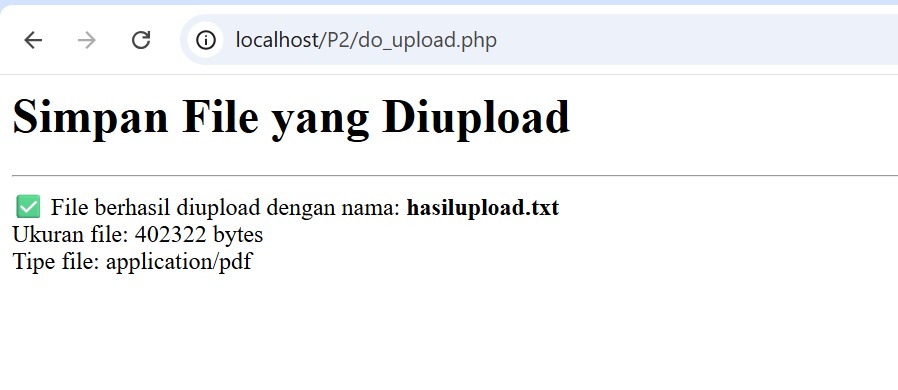 localhost/P2/do_upload.php
Simpan File yang Diupload
✅ File berhasil diupload dengan nama: hasilupload.txt
Ukuran file: 402322 bytes
Tipe file: application/pdf